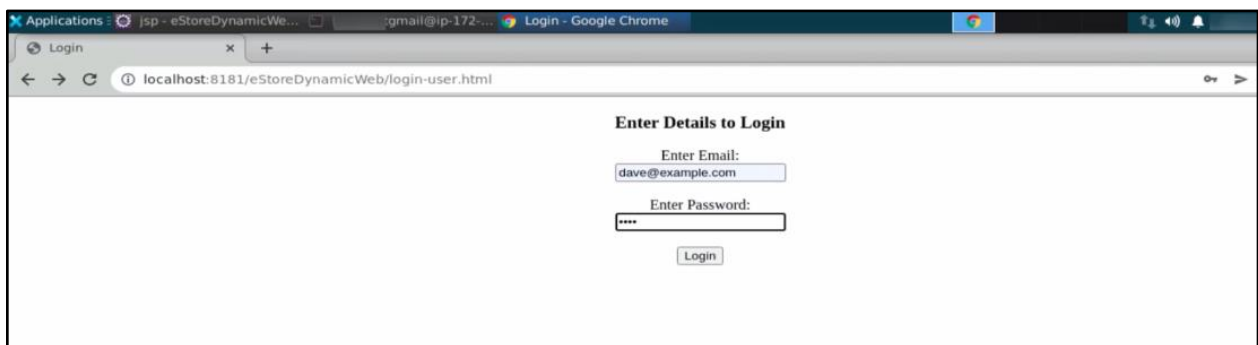 Applications : jsp - eStoreDynamicWe... :gmail@ip-172-... Login - Google Chrome
Login × +
localhost:8181/eStoreDynamicWeb/login-user.html
Enter Details to Login
Enter Email:
dave@example.com
Enter Password:
••••
Login